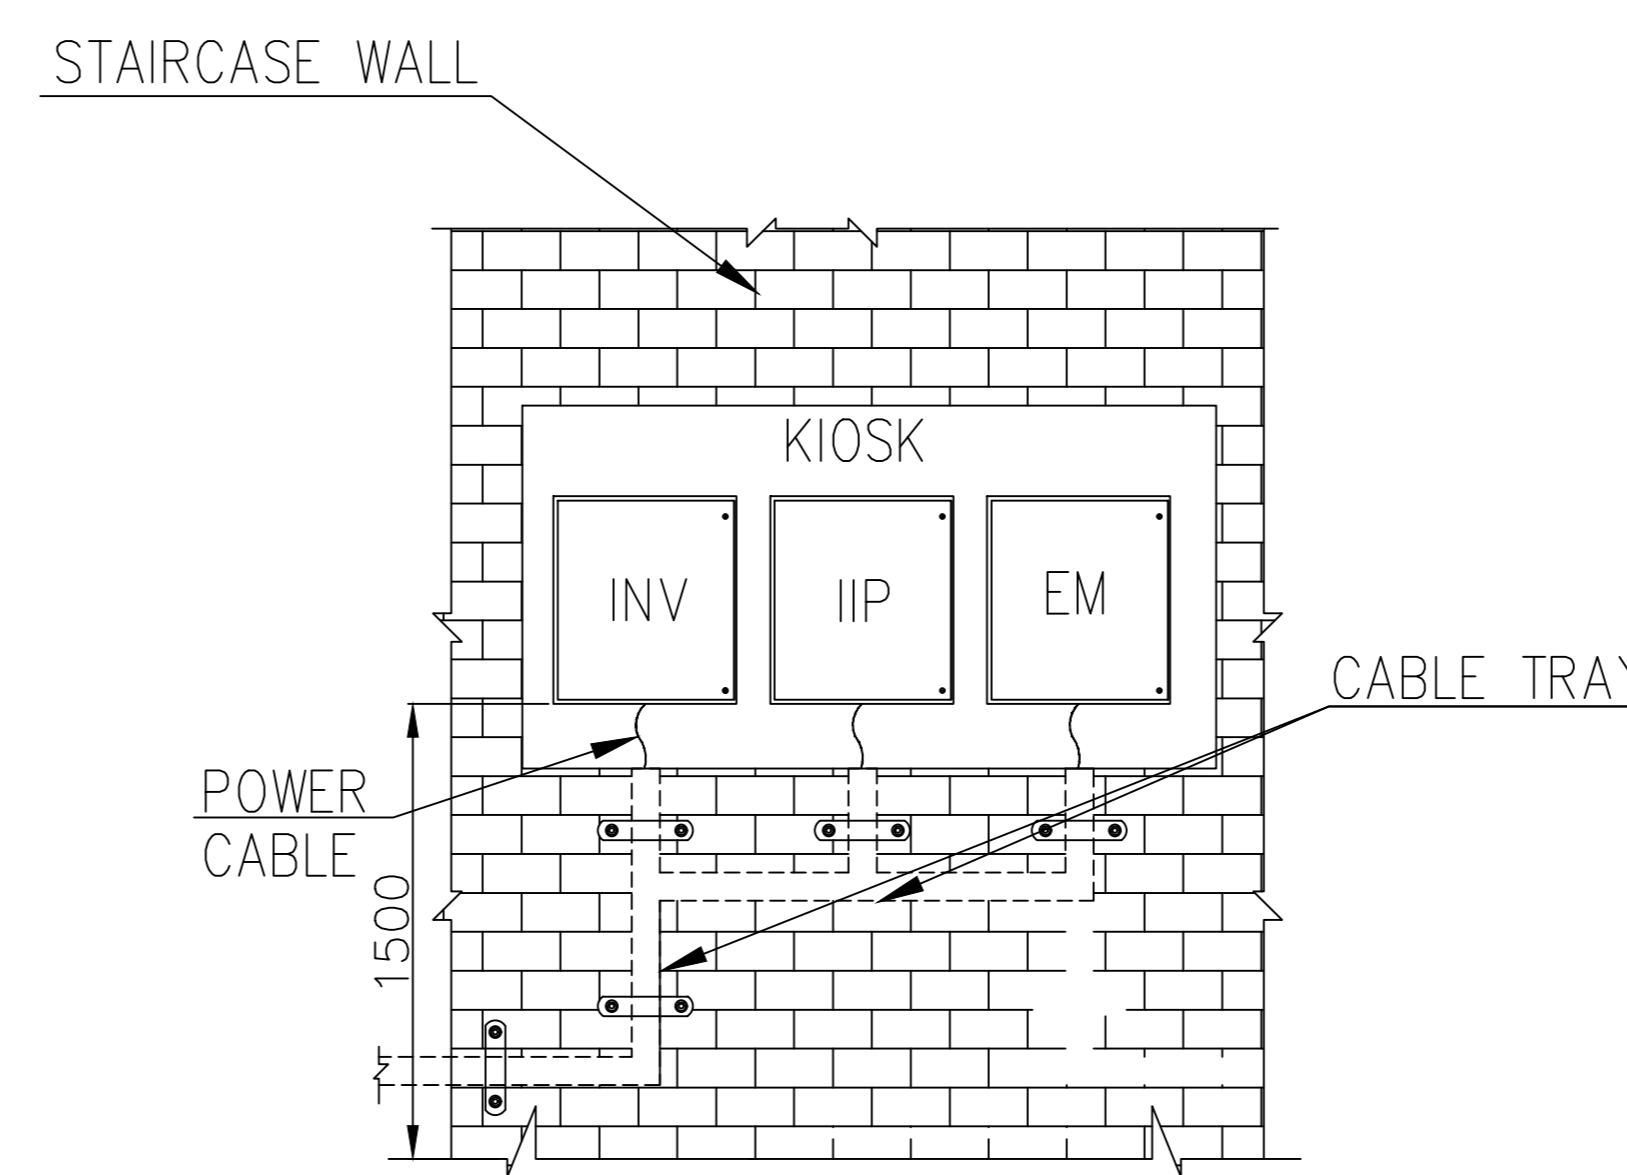 STAIRCASE WALL
KIOSK
INV
IIP
EM
CABLE TRAY
POWER
CABLE
1500